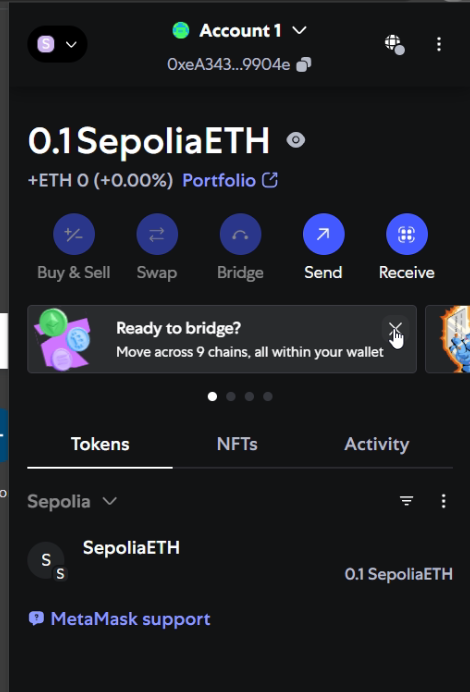 S
Account 1
0xeA343...9904e
0.1 SepoliaETH
+ETH 0 (+0.00%) Portfolio
Buy & Sell
Swap
Bridge
Send
Receive
Ready to bridge?
Move across 9 chains, all within your wallet
Tokens
NFTs
Activity
Sepolia
S
S
SepoliaETH
0.1 SepoliaETH
MetaMask support